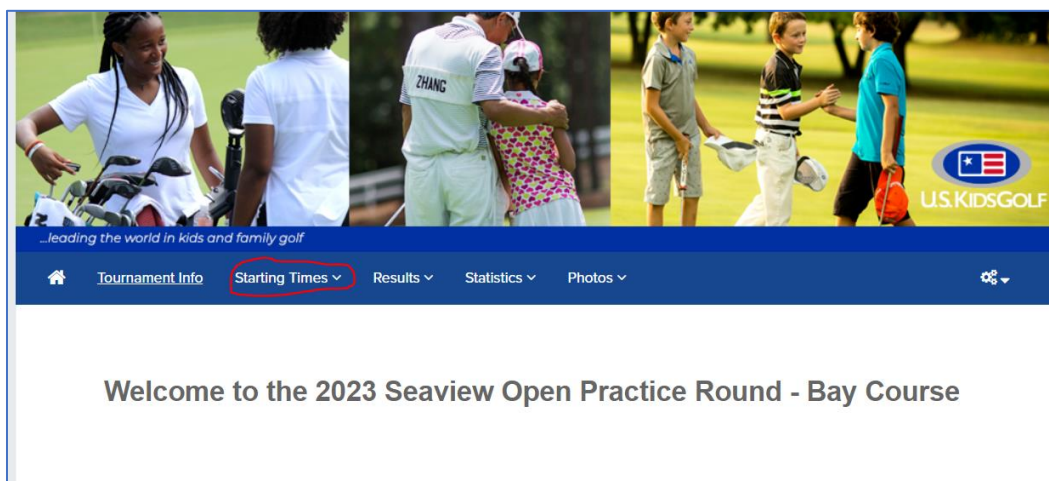 ZHANG
U.S.KIDSGOLF
...leading the world in kids and family golf
Tournament Info Starting Times Results Statistics Photos
Welcome to the 2023 Seaview Open Practice Round - Bay Course